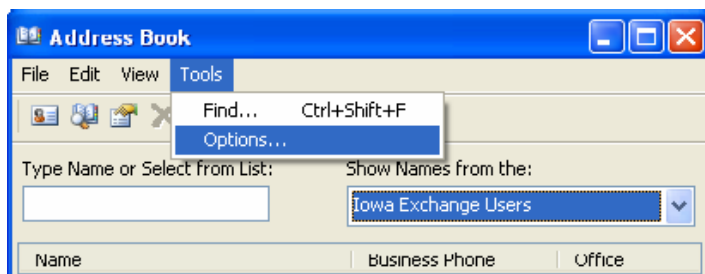 Address Book
File Edit View Tools
Find... Ctrl+Shift+F
Options...
Type Name or Select from List: Show Names from the:
Iowa Exchange Users
Name Business Phone Office